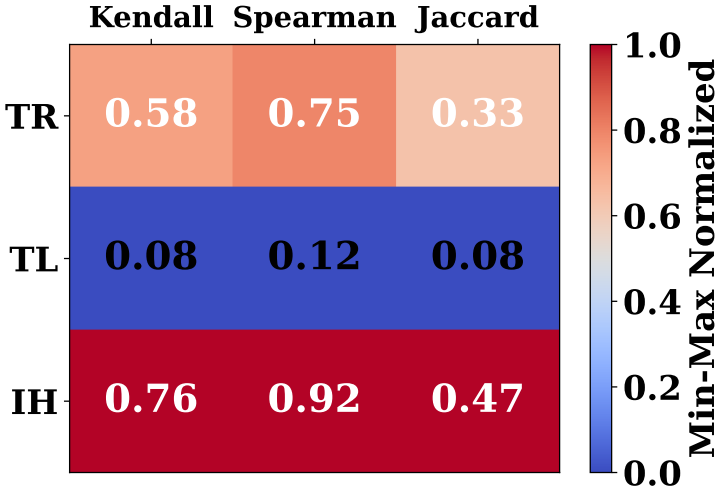 Kendall Spearman Jaccard
TR 0.58 0.75 0.33
TL 0.08 0.12 0.08
IH 0.76 0.92 0.47
1.0
0.8
0.6
0.4
0.2
0.0
Min-Max Normalized